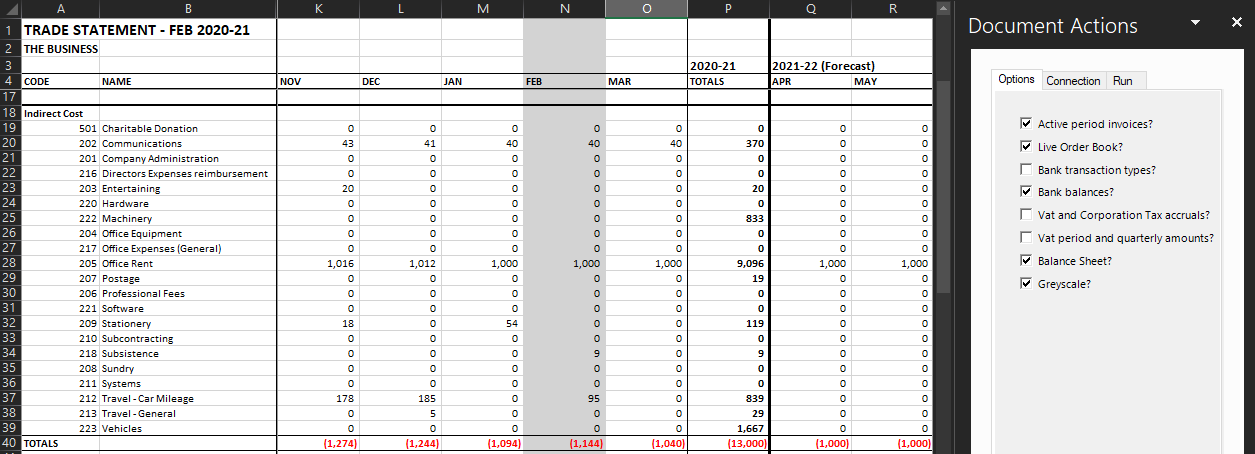 A B K L M N O P Q R
1 TRADE STATEMENT - FEB 2020-21
2 THE BUSINESS
3 2020-21 2021-22 (Forecast)
4 CODE NAME NOV DEC JAN FEB MAR TOTALS APR MAY
17
18 Indirect Cost
19 501 Charitable Donation 0 0 0 0 0 0 0 0
20 202 Communications 43 41 40 40 40 370 0 0
21 201 Company Administration 0 0 0 0 0 0 0 0
22 216 Directors Expenses reimbursement 0 0 0 0 0 0 0 0
23 203 Entertaining 20 0 0 0 0 20 0 0
24 220 Hardware 0 0 0 0 0 0 0 0
25 222 Machinery 0 0 0 0 0 833 0 0
26 204 Office Equipment 0 0 0 0 0 0 0 0
27 217 Office Expenses (General) 0 0 0 0 0 0 0 0
28 205 Office Rent 1,016 1,012 1,000 1,000 1,000 9,096 1,000 1,000
29 207 Postage 0 0 0 0 0 19 0 0
30 206 Professional Fees 0 0 0 0 0 0 0 0
31 221 Software 0 0 0 0 0 0 0 0
32 209 Stationery 18 0 54 0 0 119 0 0
33 210 Subcontracting 0 0 0 0 0 0 0 0
34 218 Subsistence 0 0 0 9 0 9 0 0
35 208 Sundry 0 0 0 0 0 0 0 0
36 211 Systems 0 0 0 0 0 0 0 0
37 212 Travel - Car Mileage 178 185 0 95 0 839 0 0
38 213 Travel - General 0 5 0 0 0 29 0 0
39 223 Vehicles 0 0 0 0 0 1,667 0 0
40 TOTALS (1,274) (1,244) (1,094) (1,144) (1,040) (13,000) (1,000) (1,000)
Document Actions
Options Connection Run
Active period invoices?
Live Order Book?
Bank transaction types?
Bank balances?
Vat and Corporation Tax accruals?
Vat period and quarterly amounts?
Balance Sheet?
Greyscale?